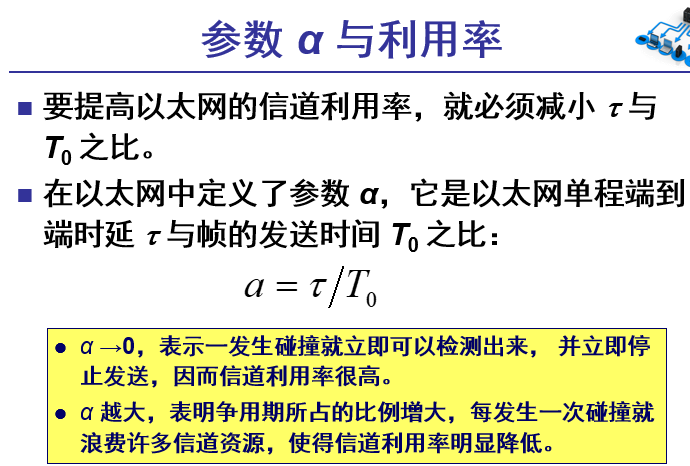 参数 α 与利用率
要提高以太网的信道利用率，就必须减小 τ 与
T0 之比。
在以太网中定义了参数 α，它是以太网单程端到
端时延 τ 与帧的发送时间 T0 之比：
a = τ/T0
α →0，表示一发生碰撞就立即可以检测出来， 并立即停
止发送，因而信道利用率很高。
α 越大，表明争用期所占的比例增大，每发生一次碰撞就
浪费许多信道资源，使得信道利用率明显降低。